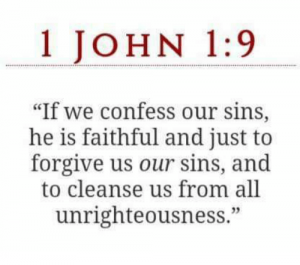 1 JOHN 1:9
“If we confess our sins,
he is faithful and just to
forgive us our sins, and
to cleanse us from all
unrighteousness.”